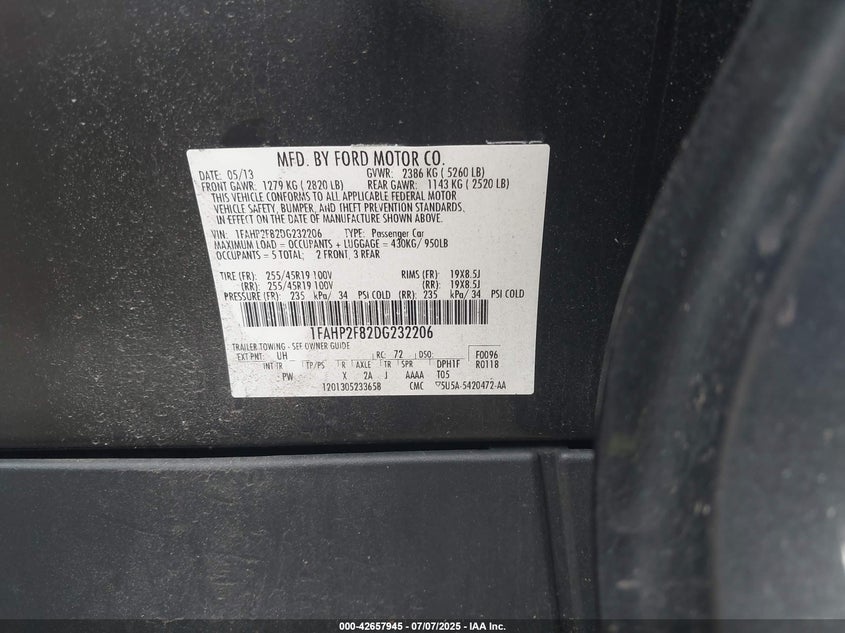 MFD. BY FORD MOTOR CO.
DATE: 05/13 GVWR: 2386 KG ( 5260 LB)
FRONT GAWR: 1279 KG ( 2820 LB) REAR GAWR: 1143 KG ( 2520 LB)
THIS VEHICLE CONFORMS TO ALL APPLICABLE FEDERAL MOTOR
VEHICLE SAFETY, BUMPER, AND THEFT PREVENTION STANDARDS,
IN EFFECT ON THE DATE OF MANUFACTURE SHOWN ABOVE.
VIN: 1FAHP2F82DG232206 TYPE: Passenger Car
MAXIMUM LOAD = OCCUPANTS + LUGGAGE = 430KG/ 950LB
OCCUPANTS = 5 TOTAL; 2 FRONT, 3 REAR
TIRE (FR): 255/45R19 100V RIMS (FR): 19X8.5J
(RR): 255/45R19 100V (RR): 19X8.5J
PRESSURE (FR): 235 kPa/ 34 PSI COLD (RR): 235 kPa/ 34 PSI COLD
1FAHP2F82DG232206
TRAILER TOWING - SEE OWNER GUIDE
EXT PNT: UH RC: 72 DSO: F0096
INT TR TP/PS R AXLE TR SPR DPH1F R0118
PW X 2A J AAAA T05
1201305233658 CMC 5U5A-5420472-AA
000-42657945 / 07/07/2025 - IAA Inc.